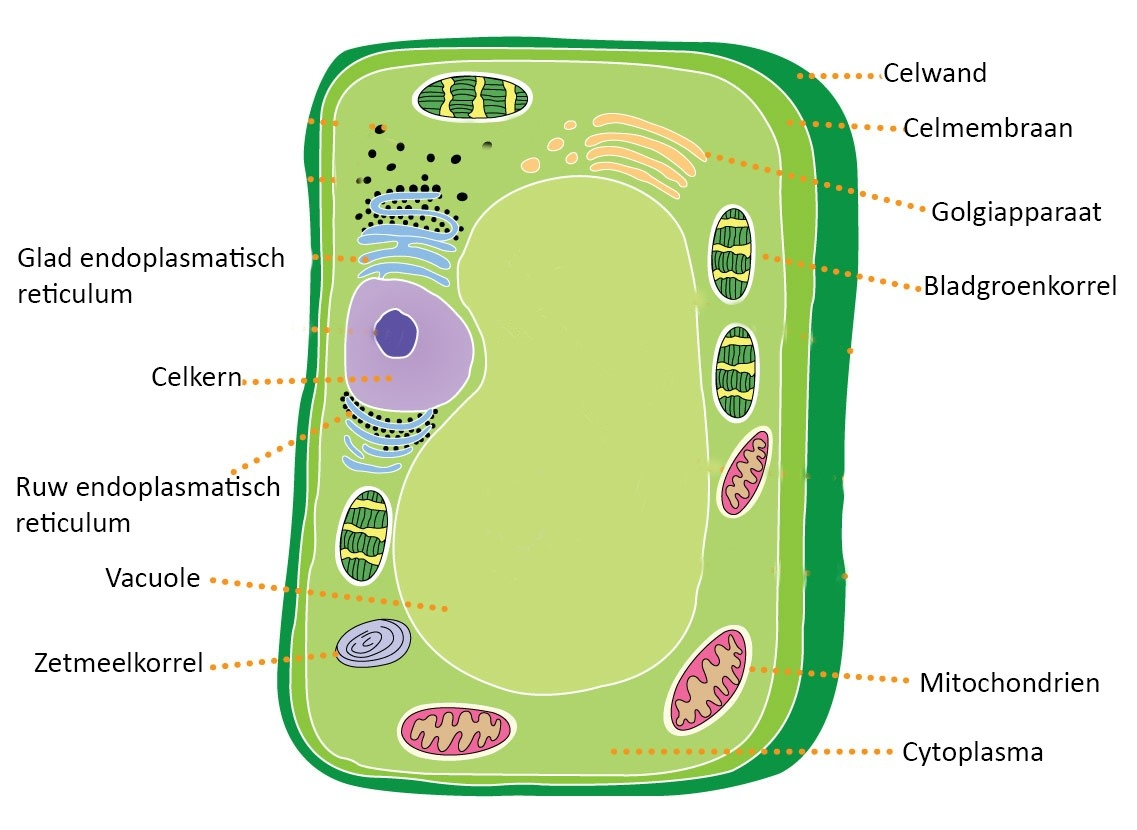 Celwand
Celmembraan
Golgiapparaat
Glad endoplasmatisch
reticulum
Bladgroenkorrel
Celkern
Ruw endoplasmatisch
reticulum
Vacuole
Zetmeelkorrel
Mitochondrien
Cytoplasma